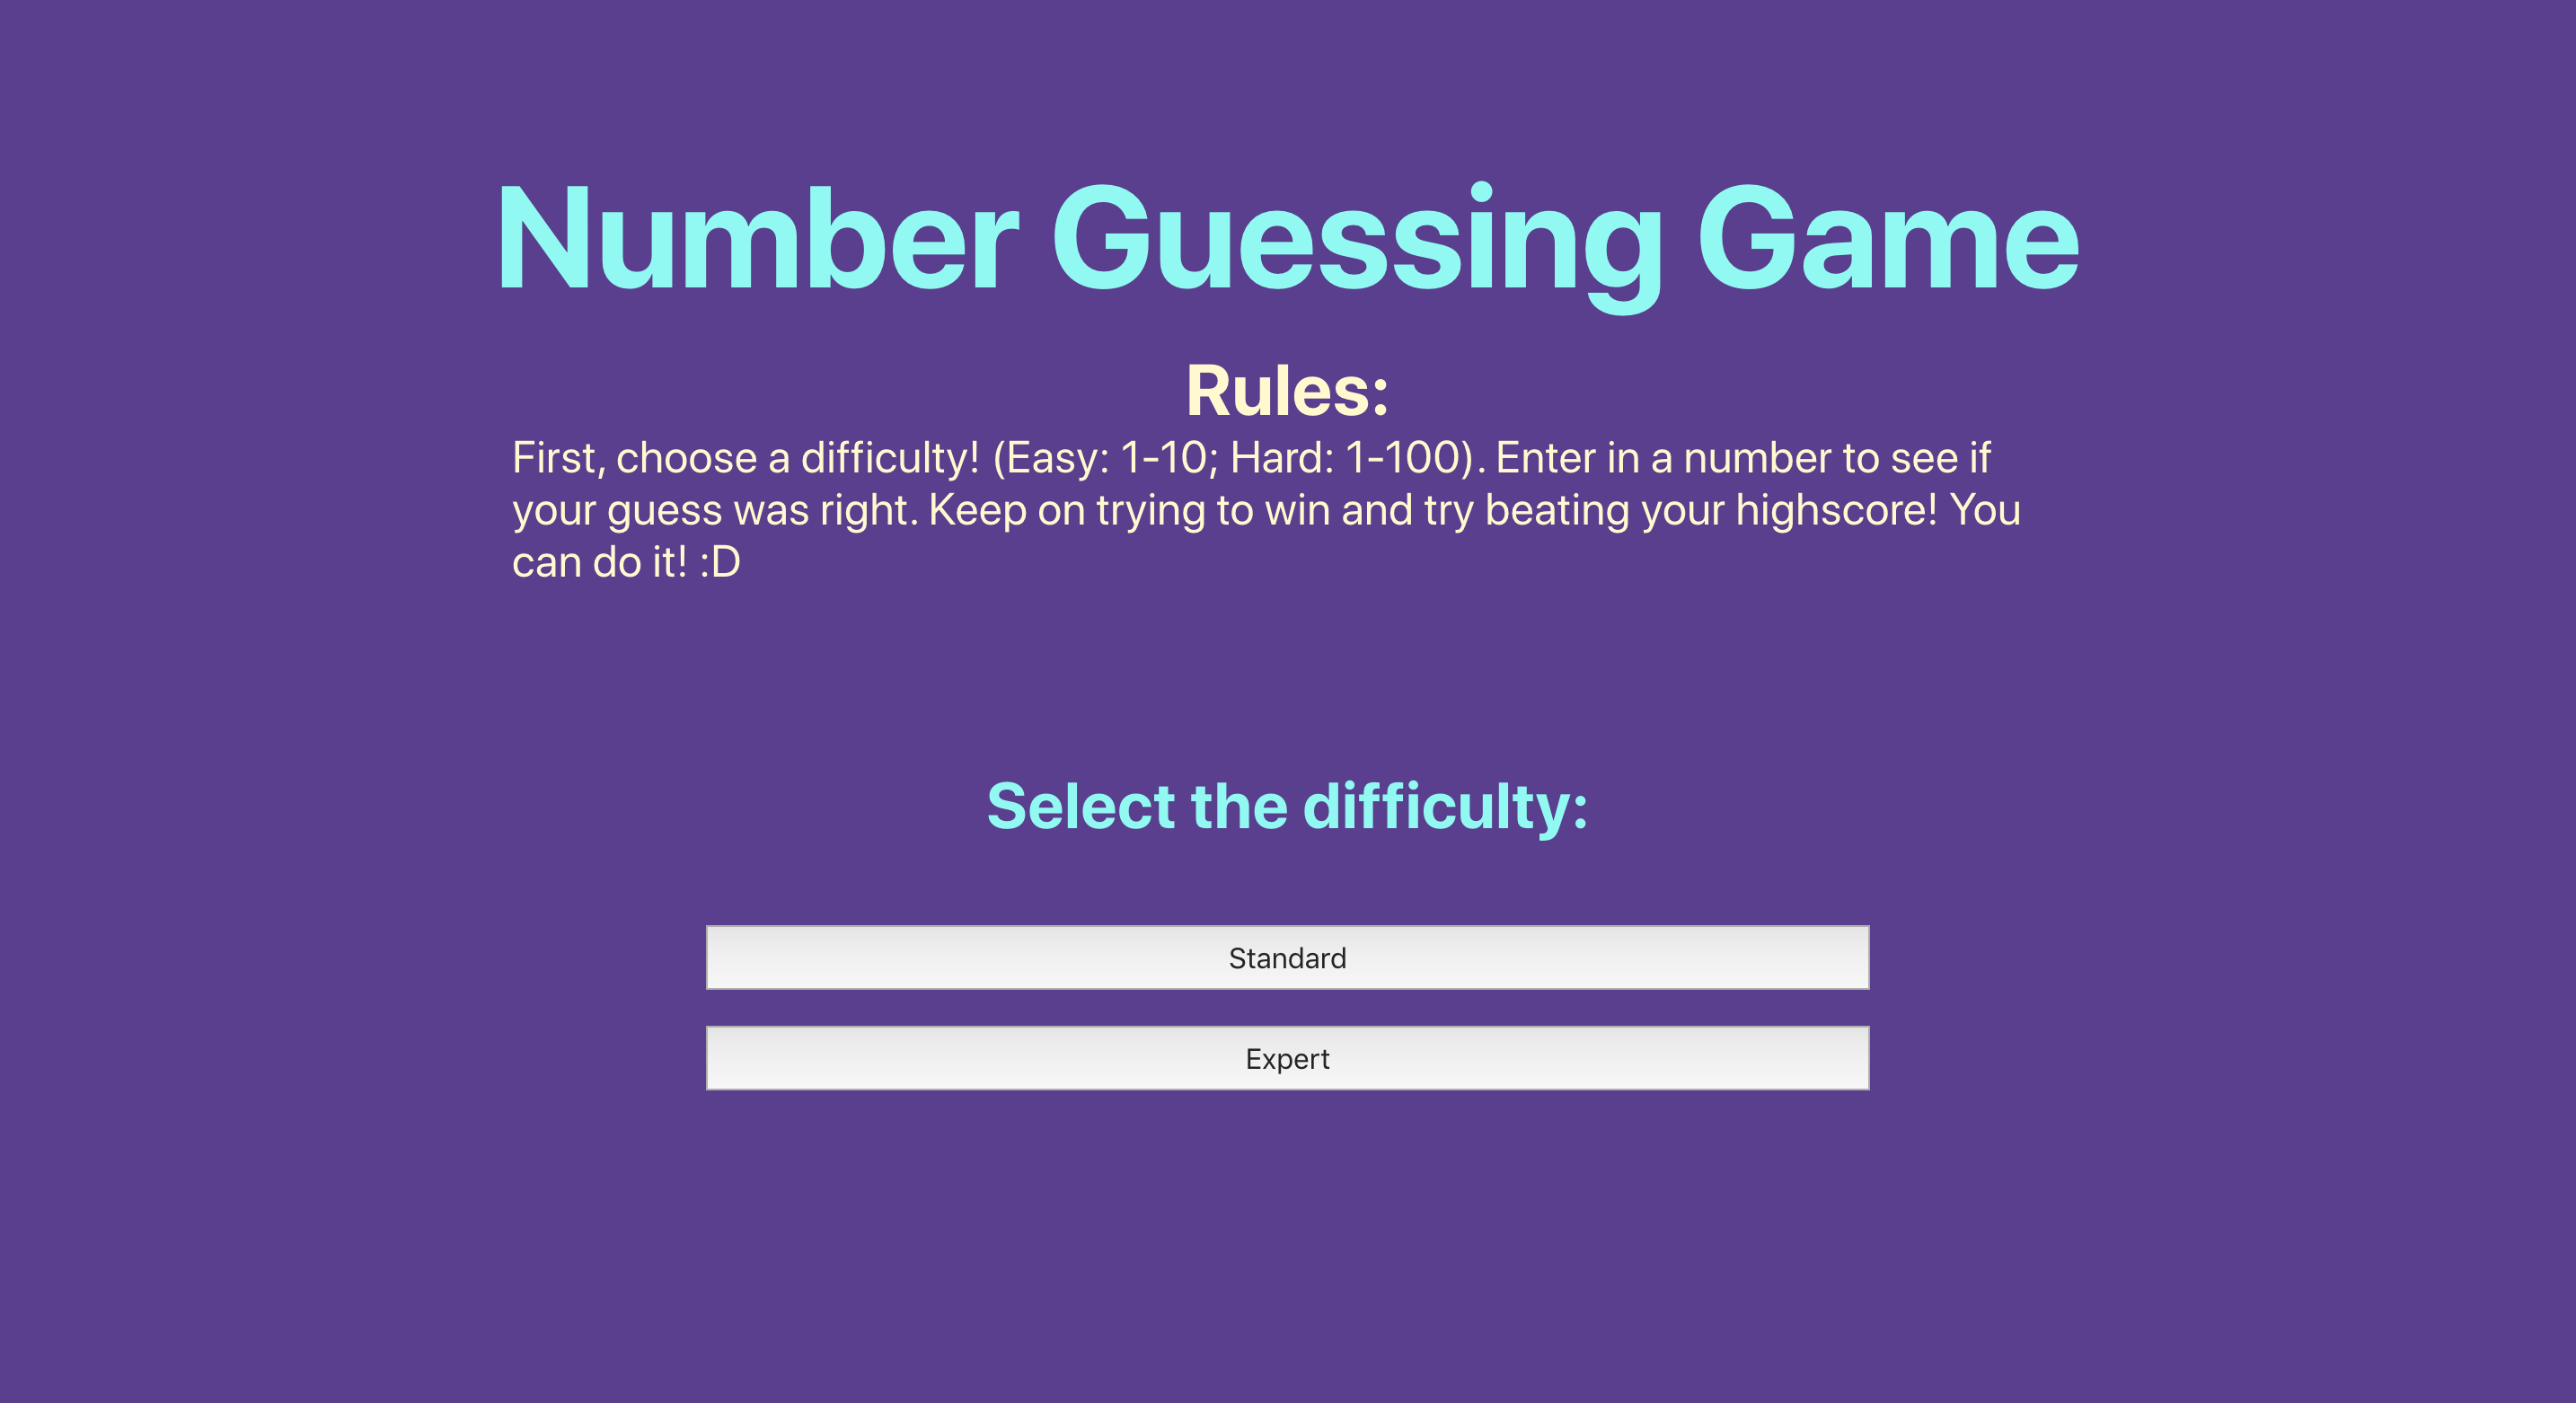 Number Guessing Game
Rules:
First, choose a difficulty! (Easy: 1-10; Hard: 1-100). Enter in a number to see if
your guess was right. Keep on trying to win and try beating your highscore! You
can do it! :D
Select the difficulty:
Standard
Expert